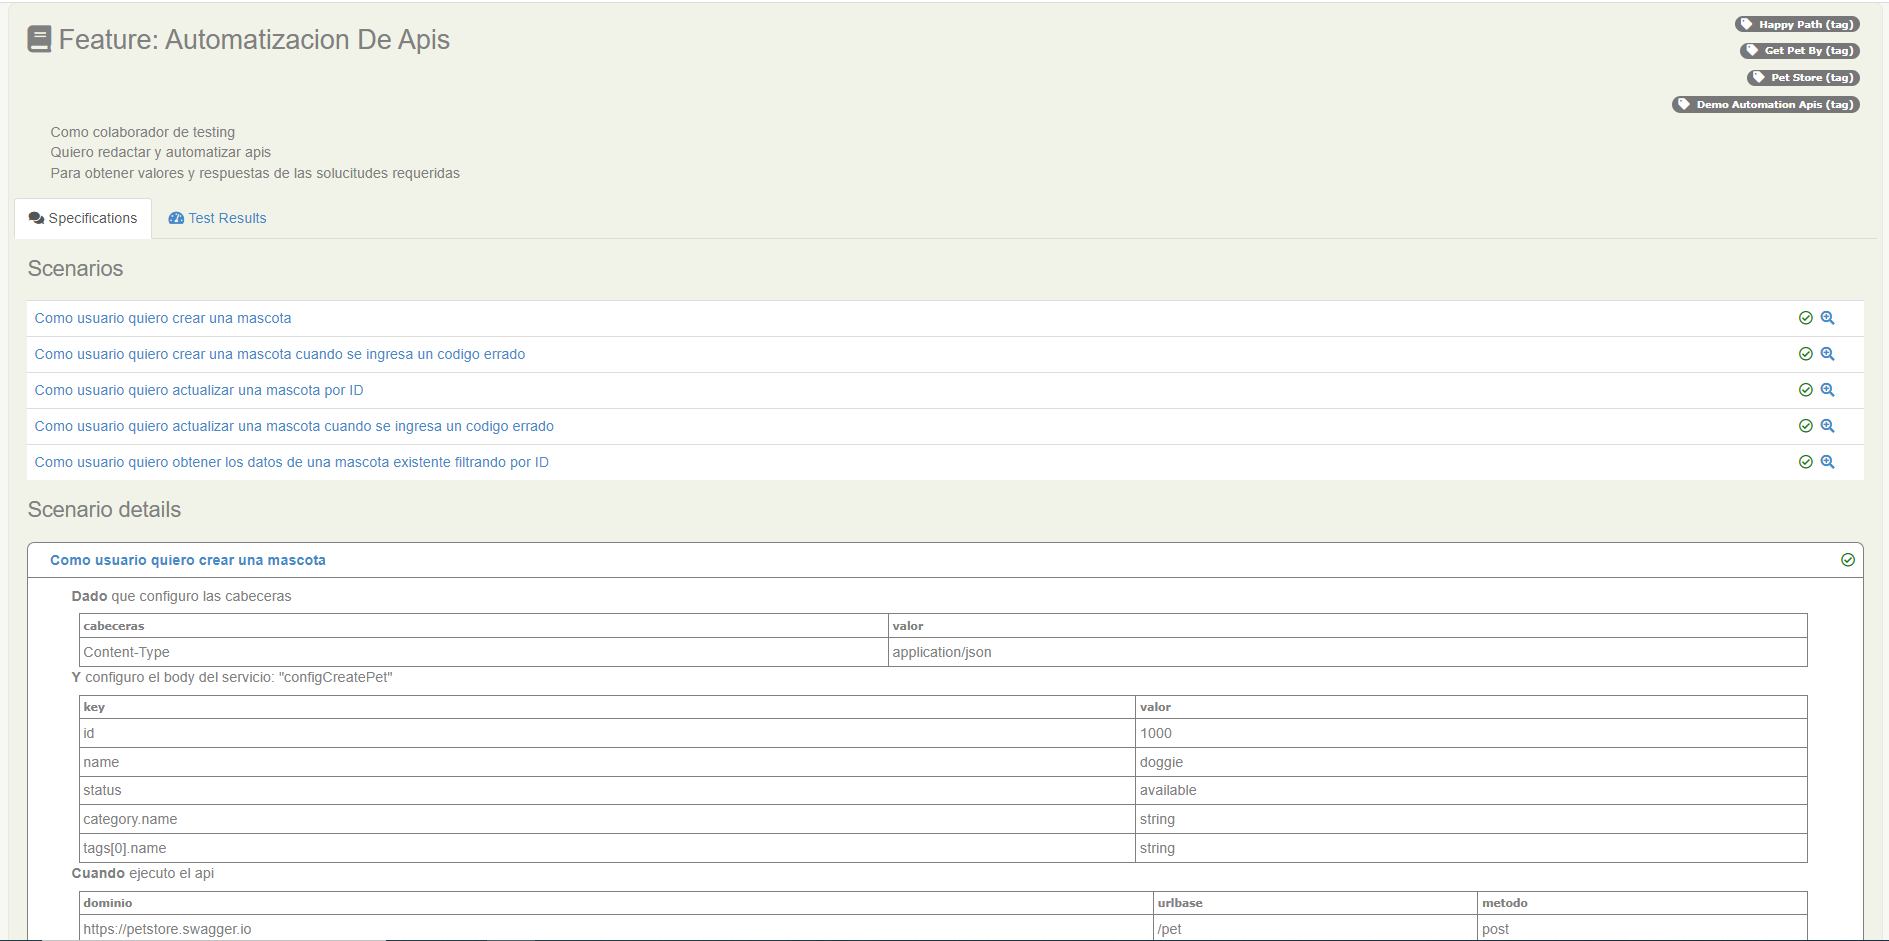 Feature: Automatizacion De Apis
Happy Path (tag)
Get Pet By (tag)
Pet Store (tag)
Demo Automation Apis (tag)
Como colaborador de testing
Quiero redactar y automatizar apis
Para obtener valores y respuestas de las solucitudes requeridas
Specifications Test Results
Scenarios
Como usuario quiero crear una mascota
Como usuario quiero crear una mascota cuando se ingresa un codigo errado
Como usuario quiero actualizar una mascota por ID
Como usuario quiero actualizar una mascota cuando se ingresa un codigo errado
Como usuario quiero obtener los datos de una mascota existente filtrando por ID
Scenario details
Como usuario quiero crear una mascota
Dado que configuro las cabeceras
cabeceras valor
Content-Type application/json
Y configuro el body del servicio: "configCreatePet"
key valor
id 1000
name doggie
status available
category.name string
tags[0].name string
Cuando ejecuto el api
dominio urlbase metodo
https://petstore.swagger.io /pet post